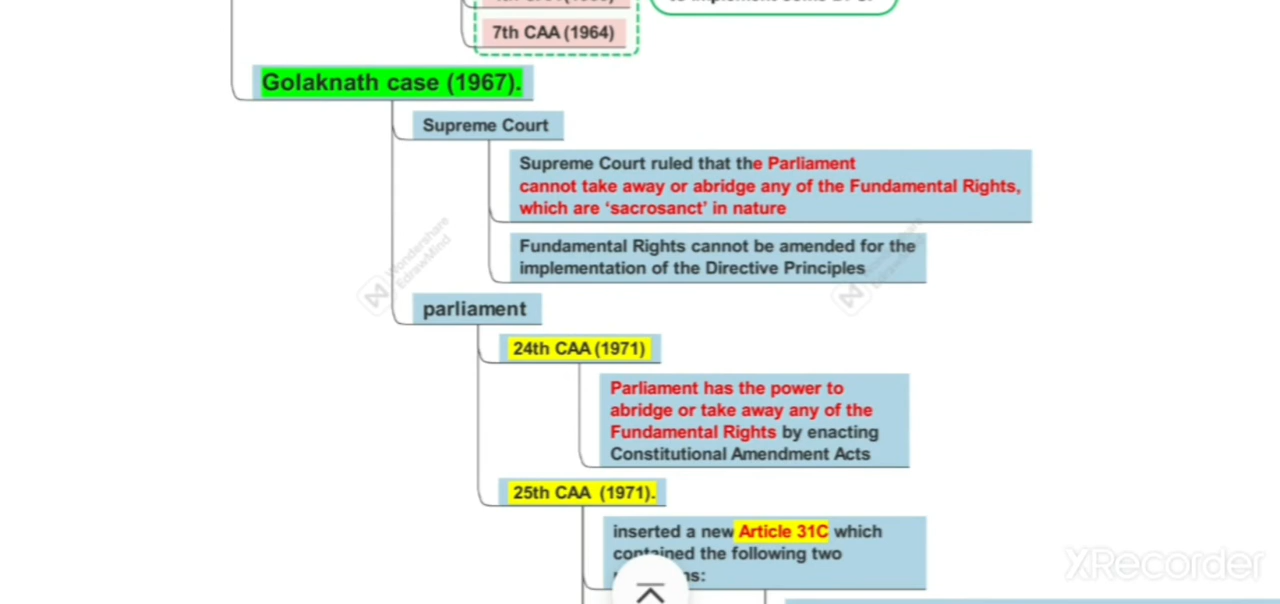 7th CAA (1964)
Golaknath case (1967).
Supreme Court
Supreme Court ruled that the Parliament
cannot take away or abridge any of the Fundamental Rights,
which are ‘sacrosanct’ in nature
Fundamental Rights cannot be amended for the
implementation of the Directive Principles
Wondershare
EdrawMind
parliament
24th CAA (1971)
Parliament has the power to
abridge or take away any of the
Fundamental Rights by enacting
Constitutional Amendment Acts
25th CAA (1971).
inserted a new Article 31C which
contained the following two
XRecorder